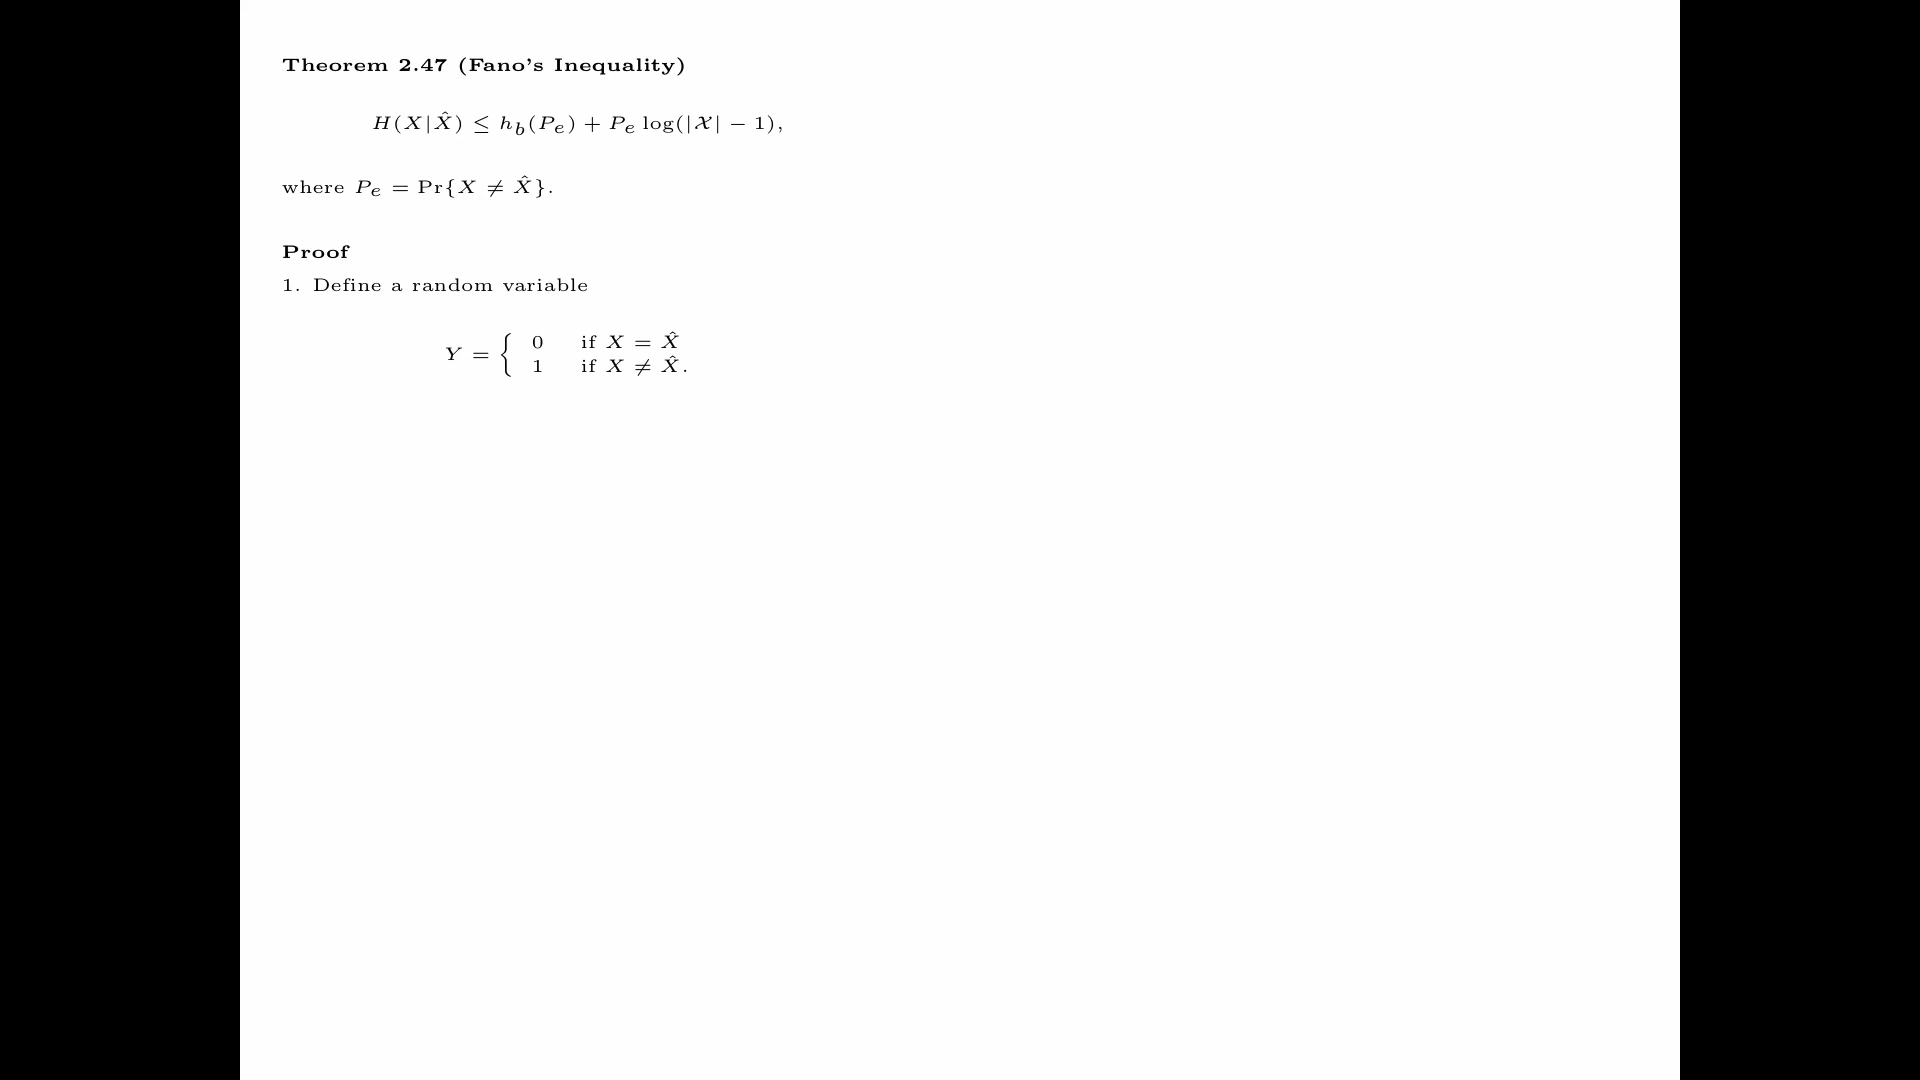 Theorem 2.47 (Fano's Inequality)
H(X|X̂) ≤ h_b(P_e) + P_e log(|𝒳| − 1),
where P_e = Pr{X ≠ X̂}.
Proof
1. Define a random variable
Y = { 0 if X = X̂
1 if X ≠ X̂.